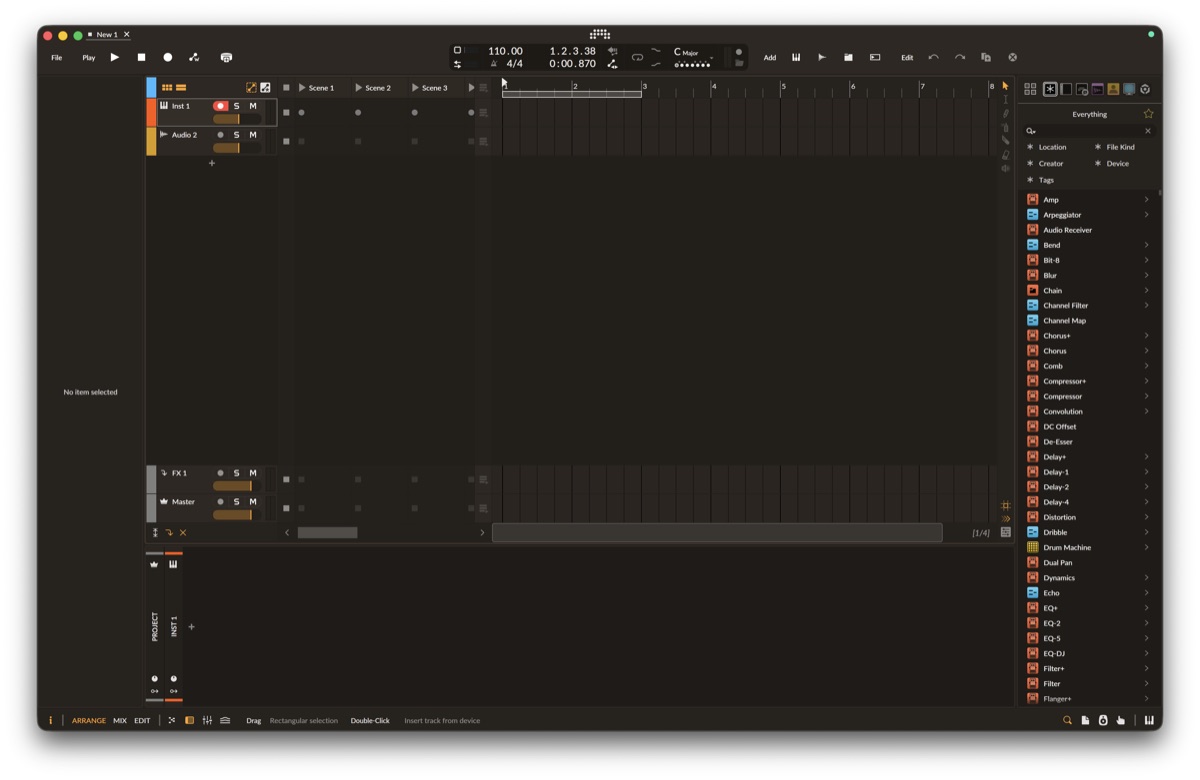 New 1
File Play 110.00 4/4 1.2.3.38 0:00.870 C Major Add Edit
Scene 1 Scene 2 Scene 3 1 2 3 4 5 6 7 8
Inst 1 S M
Audio 2 S M
+
FX 1 S M
Master S M
[1/4]
No item selected
PROJECT
INST 1
+
Everything
Location File Kind
Creator Device
Tags
Amp
Arpeggiator
Audio Receiver
Bend
Bit-8
Blur
Chain
Channel Filter
Channel Map
Chorus+
Chorus
Comb
Compressor+
Compressor
Convolution
DC Offset
De-Esser
Delay+
Delay-1
Delay-2
Delay-4
Distortion
Dribble
Drum Machine
Dual Pan
Dynamics
Echo
EQ+
EQ-2
EQ-5
EQ-DJ
Filter+
Filter
Flanger+
i ARRANGE MIX EDIT Drag Rectangular selection Double-Click Insert track from device